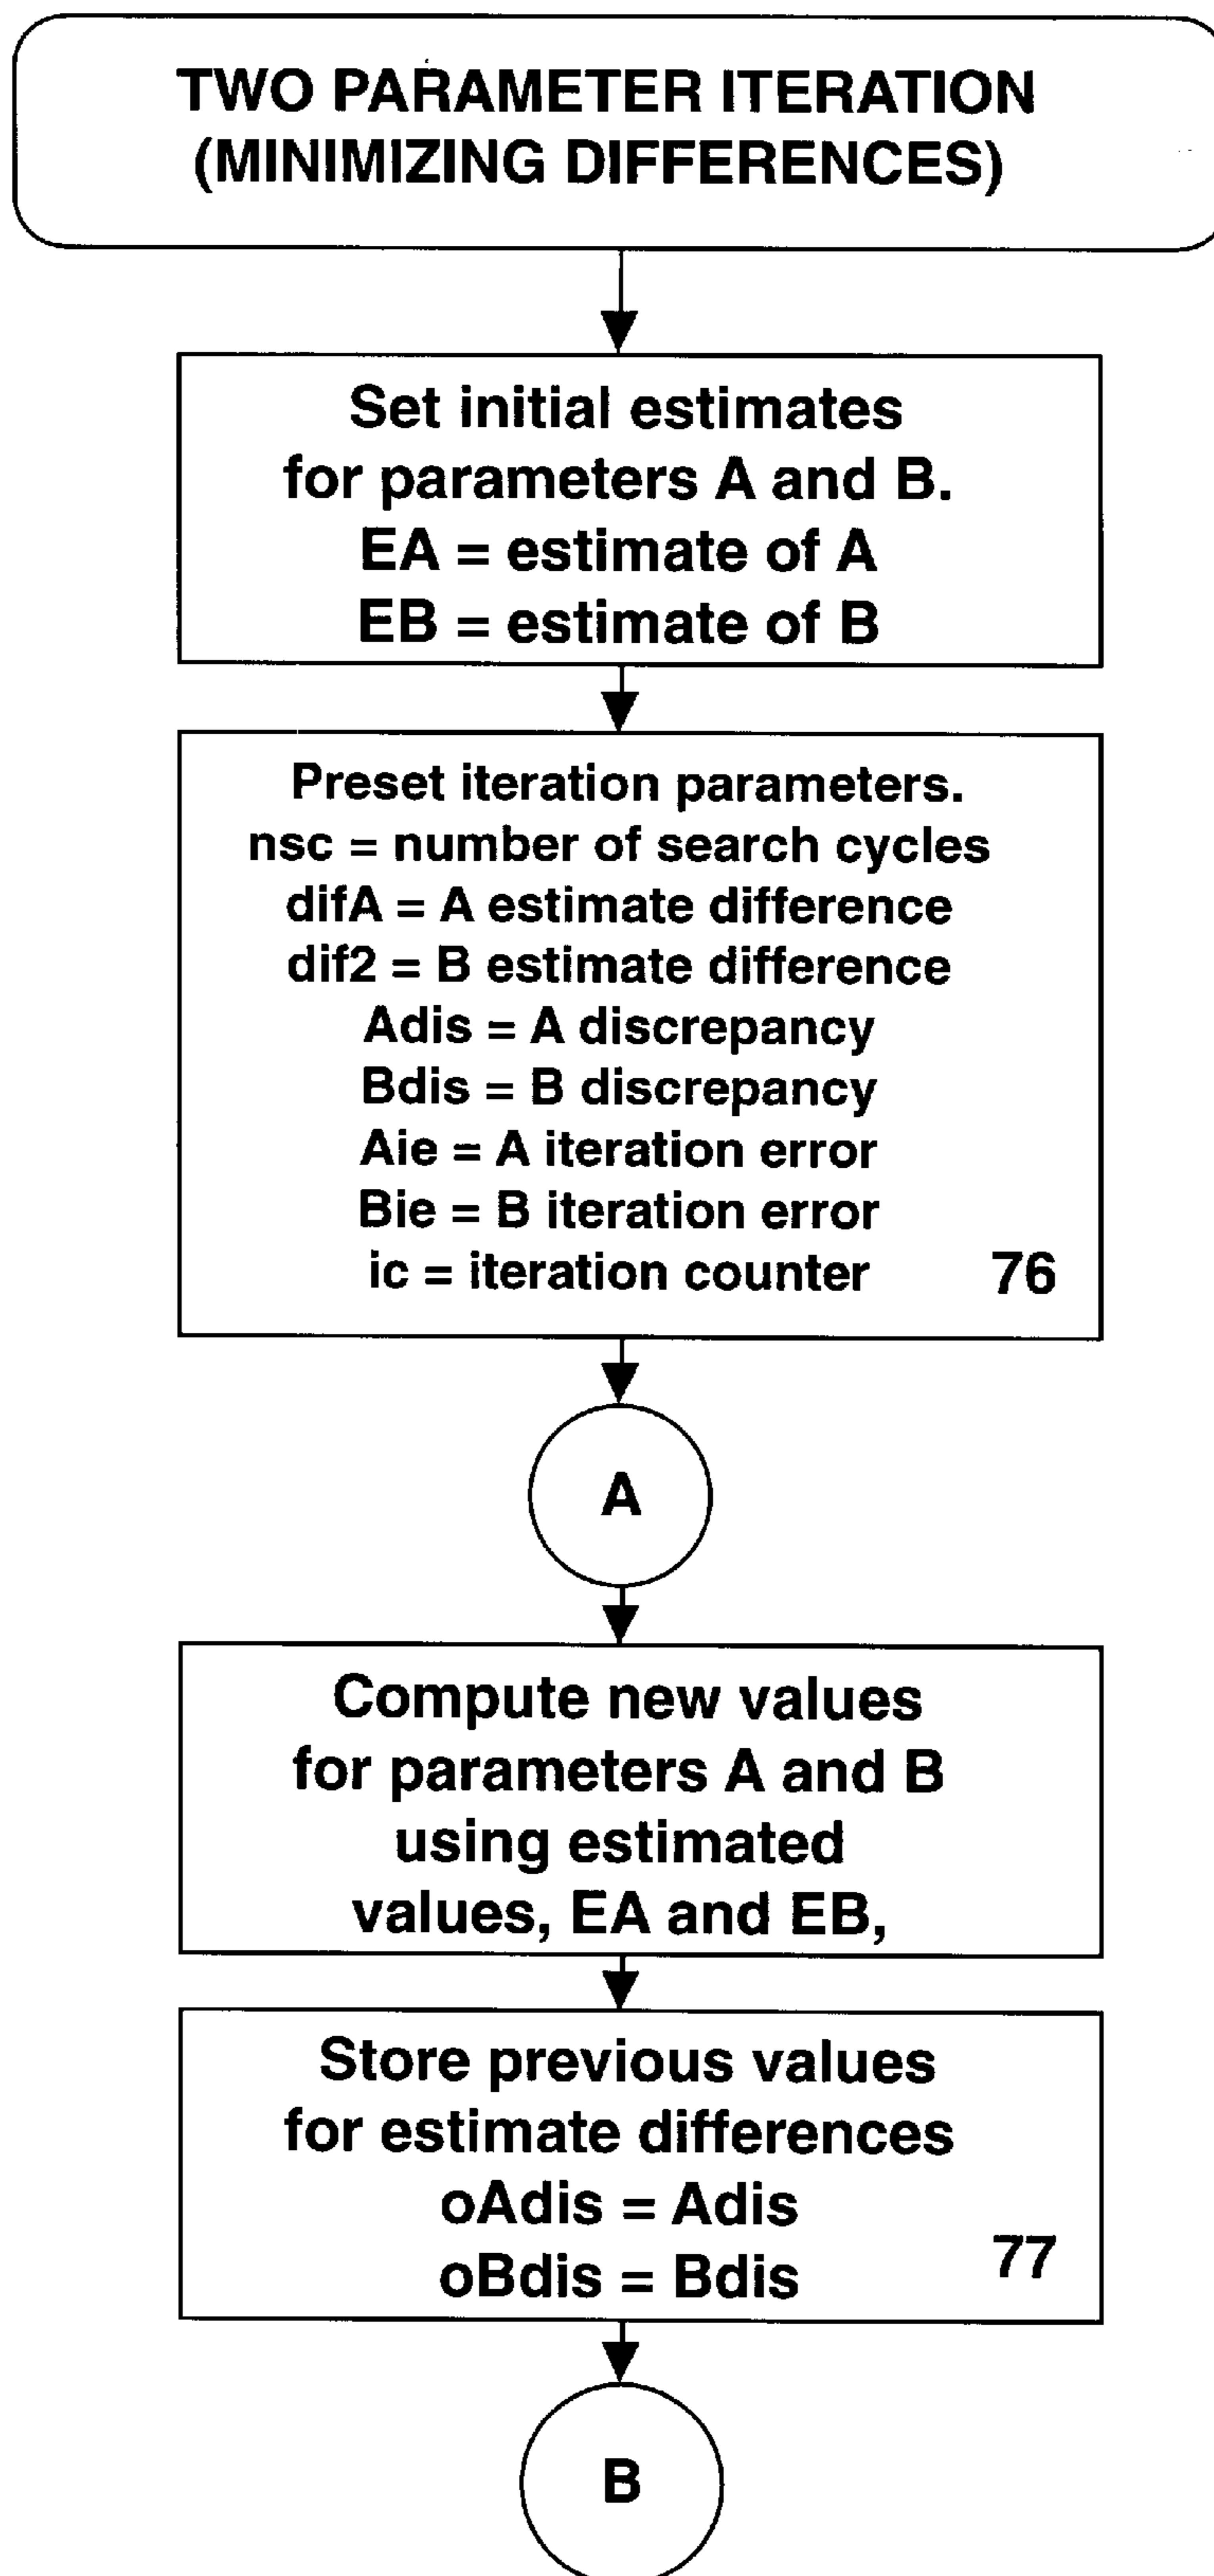 TWO PARAMETER ITERATION
(MINIMIZING DIFFERENCES)
Set initial estimates
for parameters A and B.
EA = estimate of A
EB = estimate of B
Preset iteration parameters.
nsc = number of search cycles
difA = A estimate difference
dif2 = B estimate difference
Adis = A discrepancy
Bdis = B discrepancy
Aie = A iteration error
Bie = B iteration error
ic = iteration counter 76
A
Compute new values
for parameters A and B
using estimated
values, EA and EB,
Store previous values
for estimate differences
oAdis = Adis
oBdis = Bdis 77
B